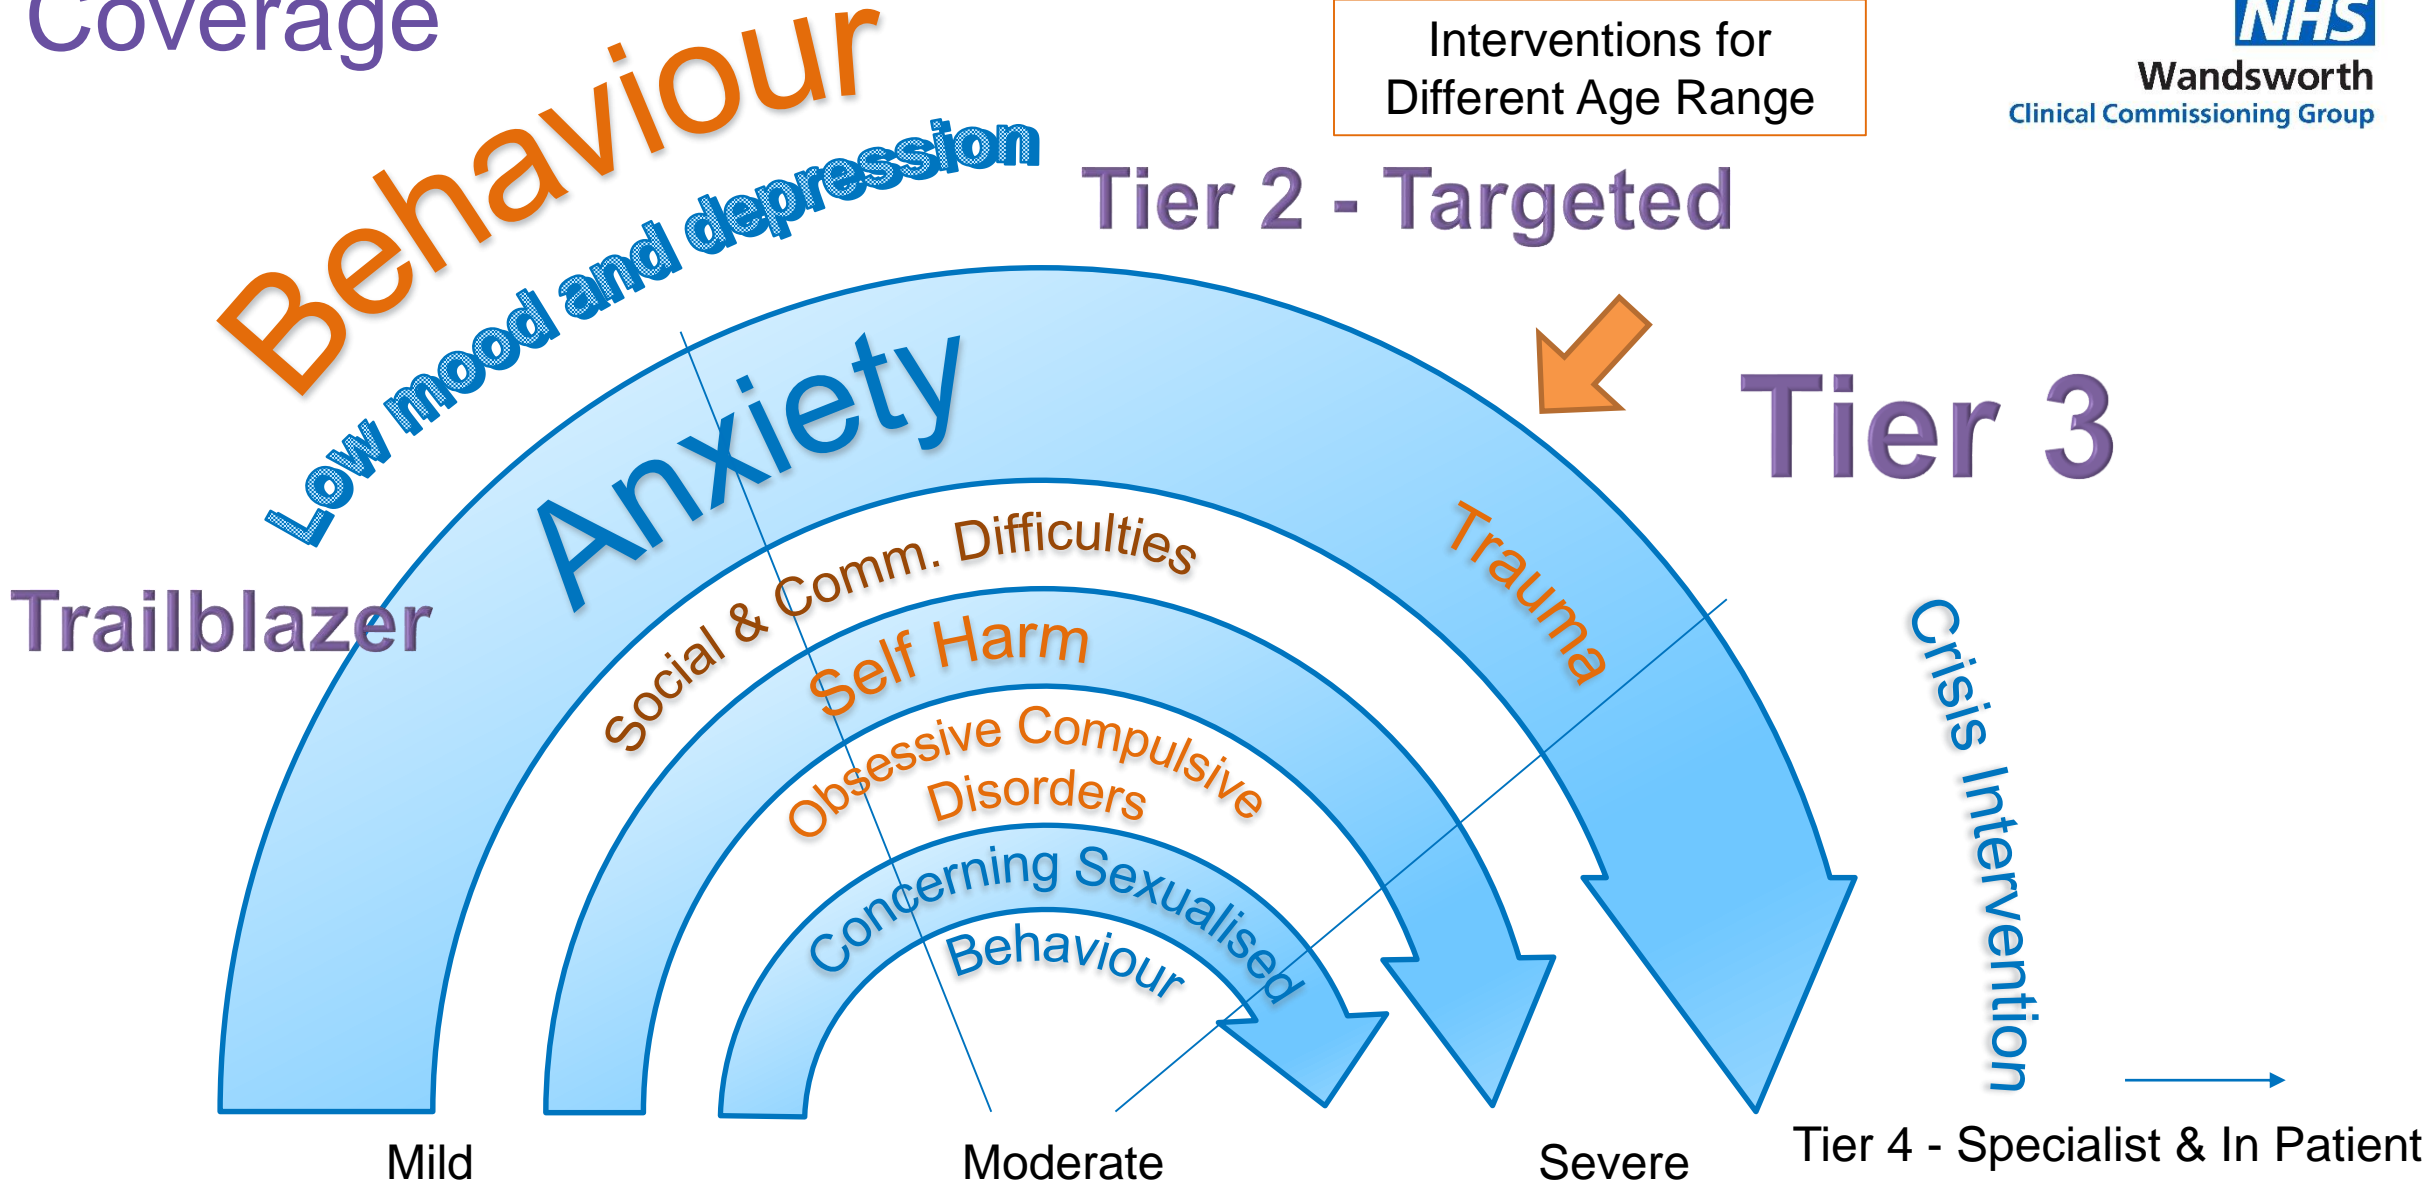 Coverage
Interventions for
Different Age Range
NHS
Wandsworth
Clinical Commissioning Group
Behaviour
Low mood and depression
Tier 2 - Targeted
Anxiety
Tier 3
Trailblazer
Social & Comm. Difficulties
Trauma
Self Harm
Crisis Intervention
Obsessive Compulsive
Disorders
Concerning Sexualised
Behaviour
Mild
Moderate
Severe
Tier 4 - Specialist & In Patient